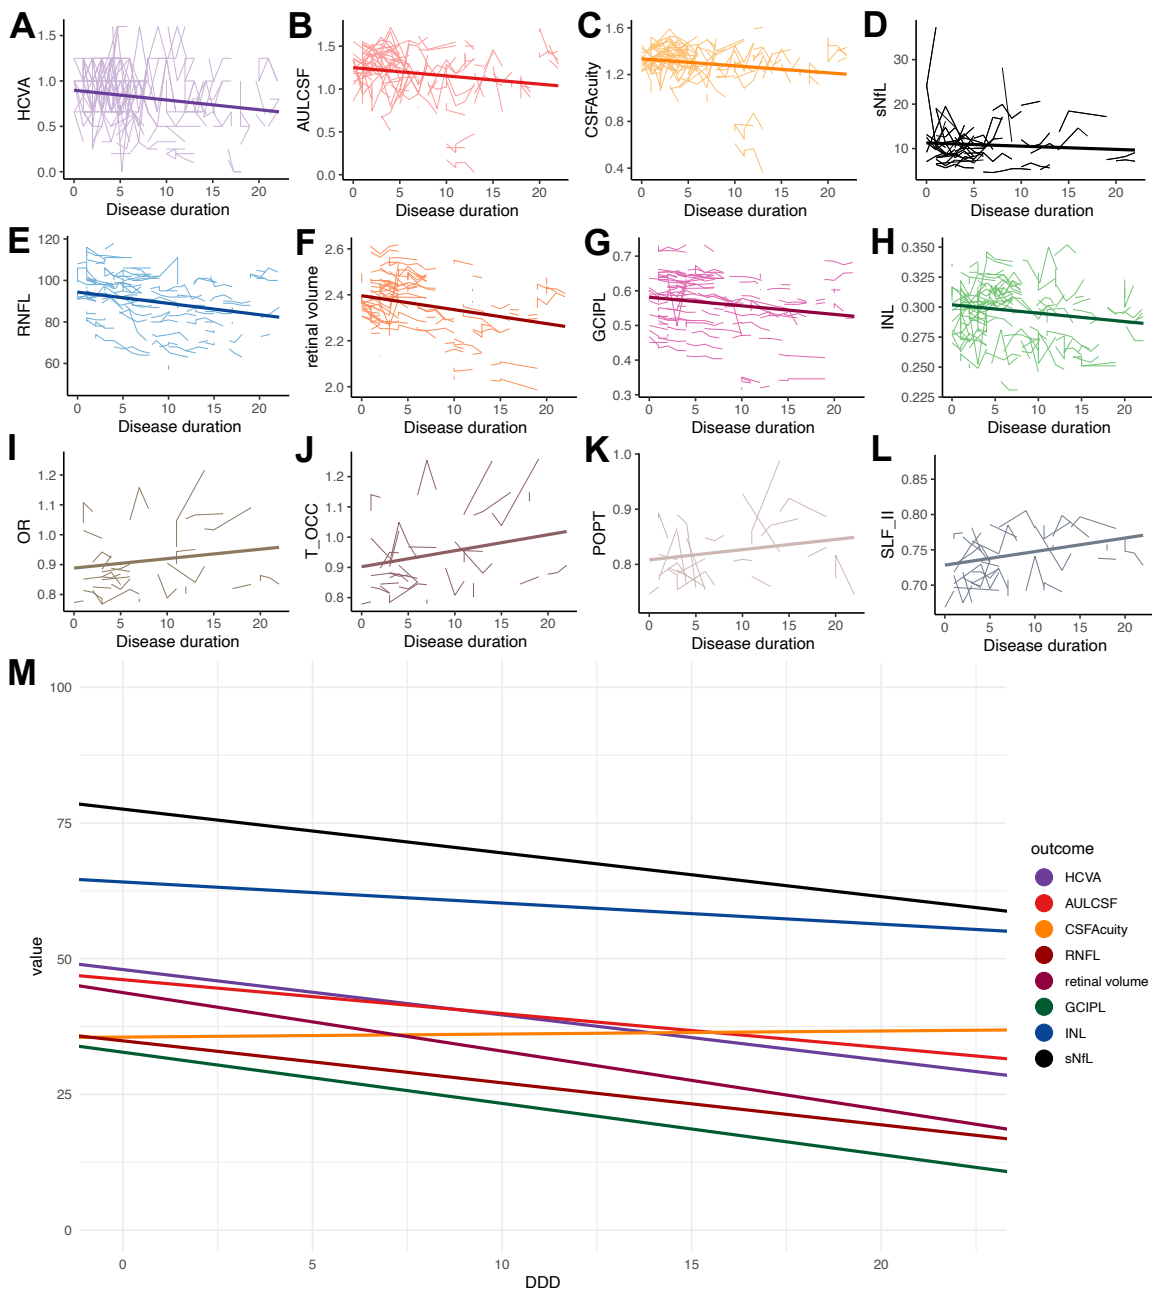 A
HCVA
1.5
1.0
0.5
0.0
0 5 10 15 20
Disease duration
B
AULCSF
1.5
1.0
0.5
0.0
0 5 10 15 20
Disease duration
C
CSFAcuity
1.6
1.2
0.8
0.4
0 5 10 15 20
Disease duration
D
sNfL
30
20
10
0 5 10 15 20
Disease duration
E
RNFL
120
100
80
60
0 5 10 15 20
Disease duration
F
retinal volume
2.6
2.4
2.2
2.0
0 5 10 15 20
Disease duration
G
GCIPL
0.7
0.6
0.5
0.4
0.3
0 5 10 15 20
Disease duration
H
INL
0.350
0.325
0.300
0.275
0.250
0.225
0 5 10 15 20
Disease duration
I
OR
1.2
1.1
1.0
0.9
0.8
0 5 10 15 20
Disease duration
J
T_OCC
1.2
1.1
1.0
0.9
0.8
0 5 10 15 20
Disease duration
K
POPT
1.0
0.9
0.8
0 5 10 15 20
Disease duration
L
SLF_II
0.85
0.80
0.75
0.70
0 5 10 15 20
Disease duration
M
value
100
75
50
25
0
0 5 10 15 20
DDD
outcome
HCVA
AULCSF
CSFAcuity
RNFL
retinal volume
GCIPL
INL
sNfL